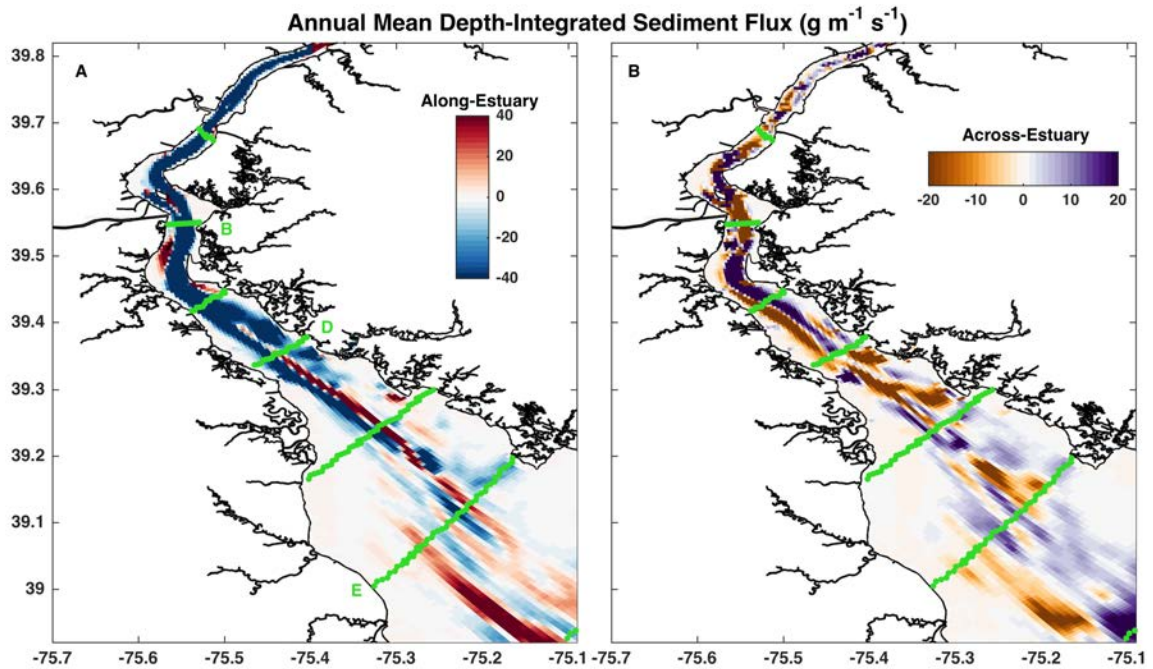 Annual Mean Depth-Integrated Sediment Flux (g m⁻¹ s⁻¹)
A
Along-Estuary
40
20
0
-20
-40
B
D
E
39.8
39.7
39.6
39.5
39.4
39.3
39.2
39.1
39
-75.7 -75.6 -75.5 -75.4 -75.3 -75.2 -75.1
B
Across-Estuary
-20 -10 0 10 20
-75.7 -75.6 -75.5 -75.4 -75.3 -75.2 -75.1